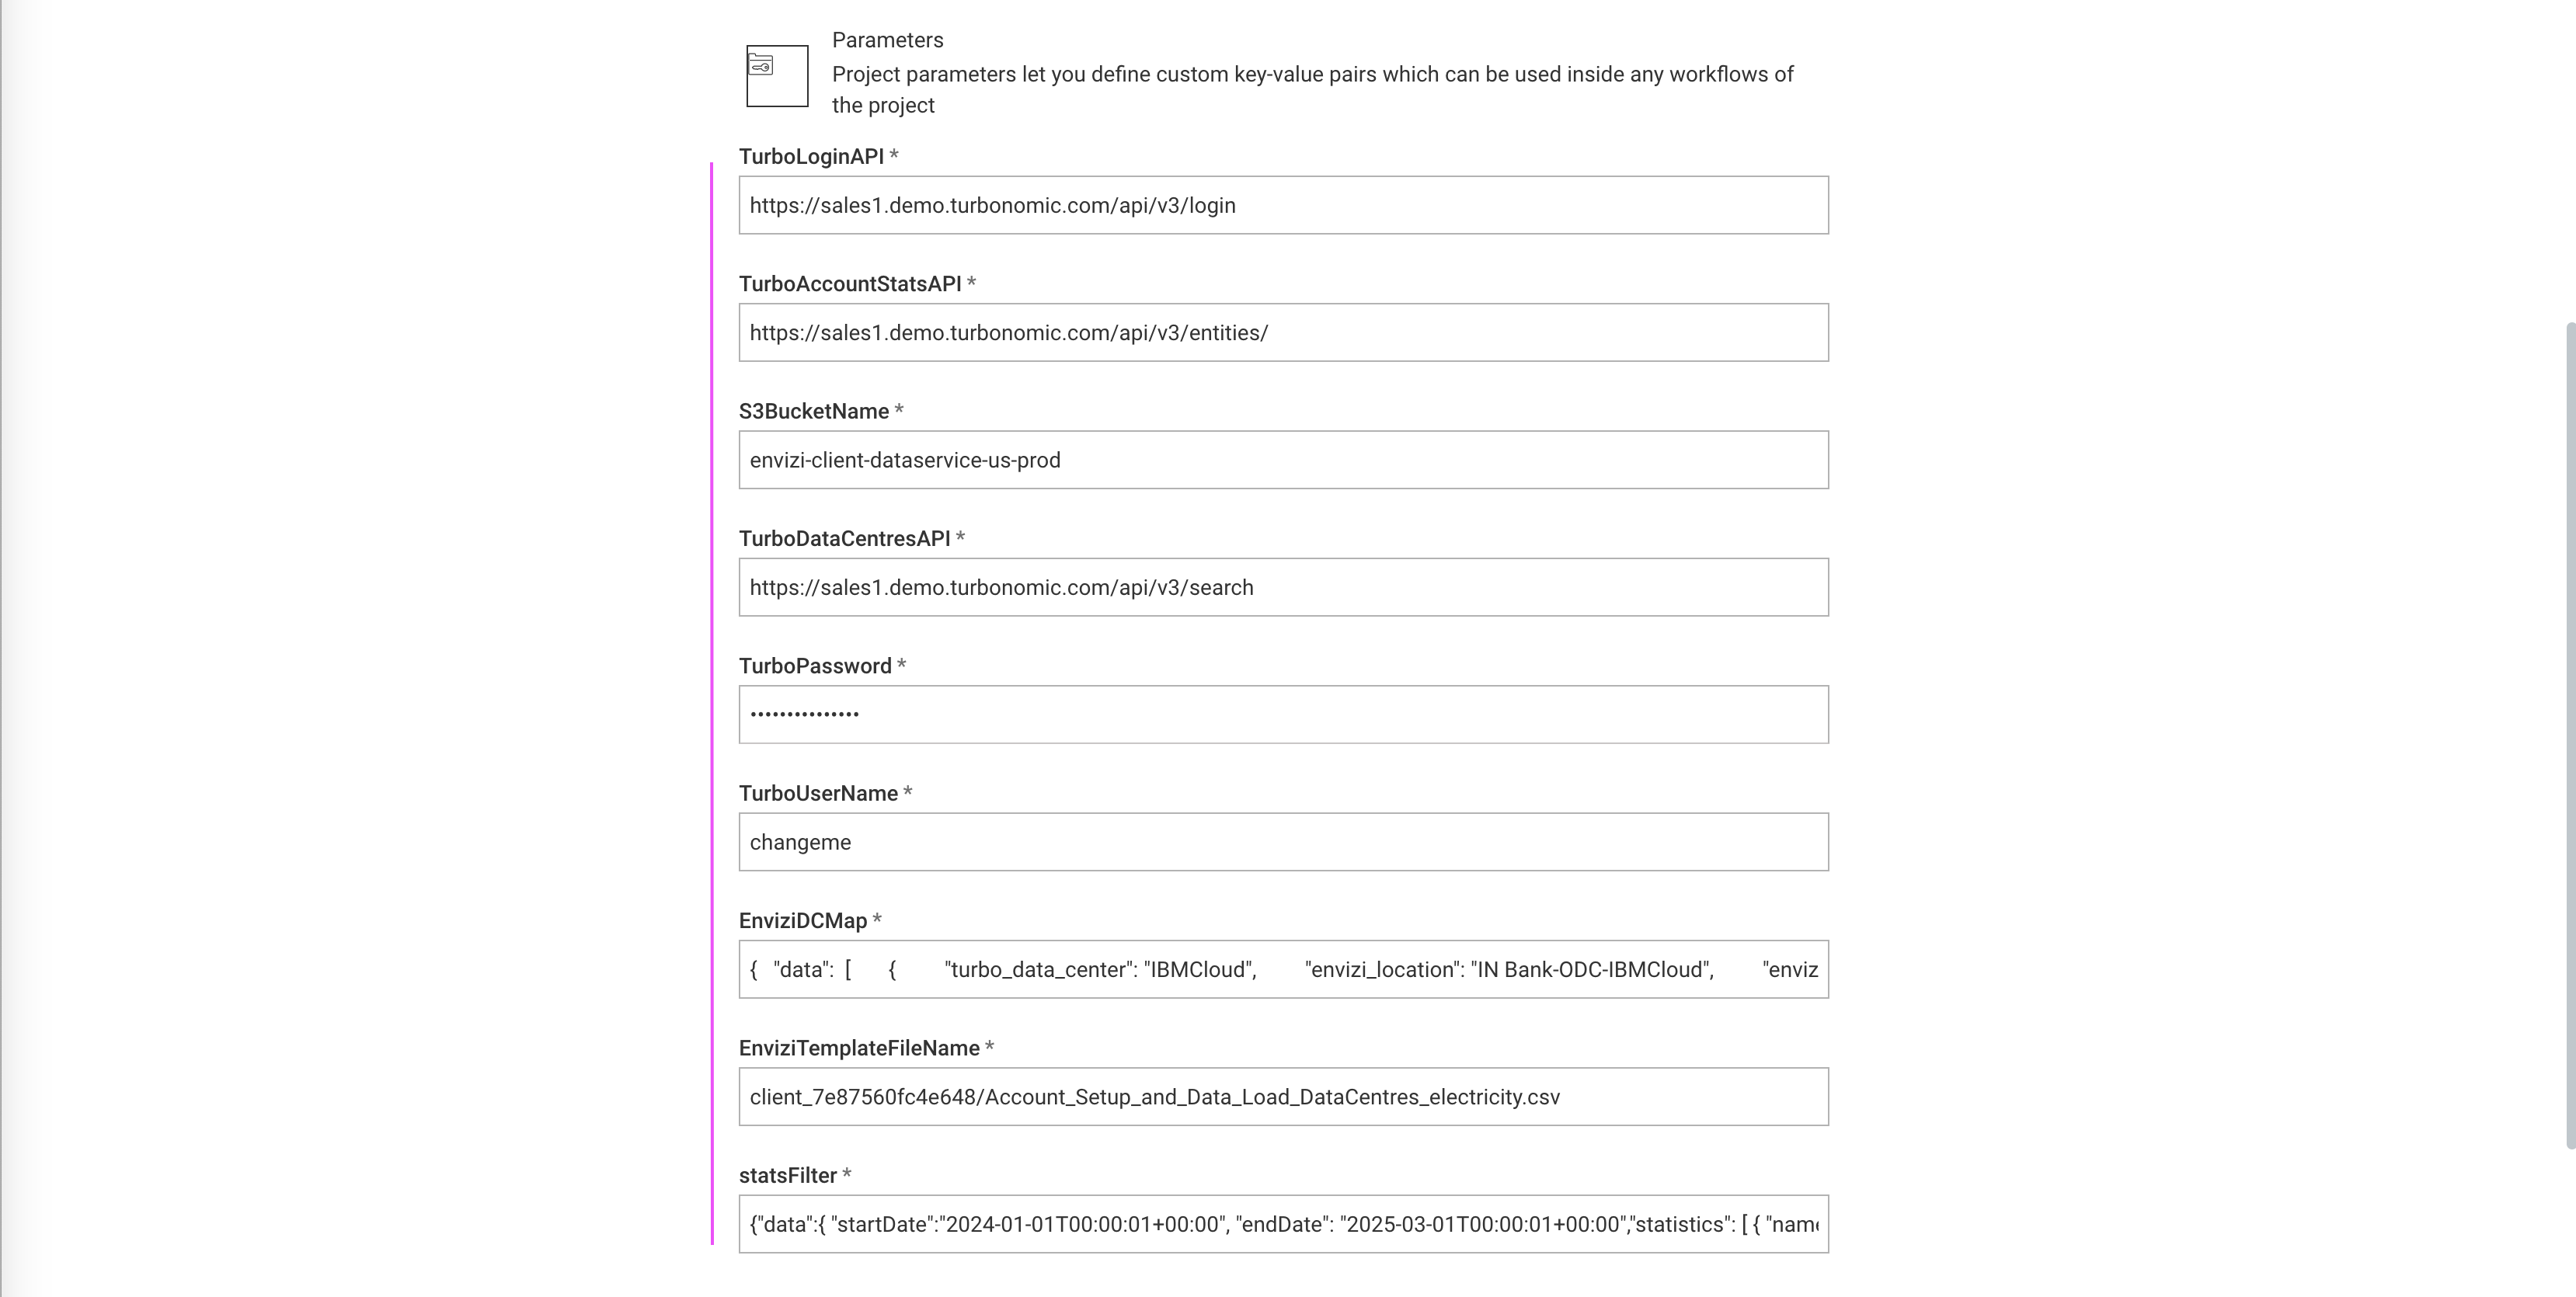 Parameters
Project parameters let you define custom key-value pairs which can be used inside any workflows of
the project
TurboLoginAPI *
https://sales1.demo.turbonomic.com/api/v3/login
TurboAccountStatsAPI *
https://sales1.demo.turbonomic.com/api/v3/entities/
S3BucketName *
envizi-client-dataservice-us-prod
TurboDataCentresAPI *
https://sales1.demo.turbonomic.com/api/v3/search
TurboPassword *
•••••••••••••••
TurboUserName *
changeme
EnviziDCMap *
{ "data": [ { "turbo_data_center": "IBMCloud", "envizi_location": "IN Bank-ODC-IBMCloud", "enviz
EnviziTemplateFileName *
client_7e87560fc4e648/Account_Setup_and_Data_Load_DataCentres_electricity.csv
statsFilter *
{"data":{ "startDate":"2024-01-01T00:00:01+00:00", "endDate": "2025-03-01T00:00:01+00:00","statistics": [ { "name